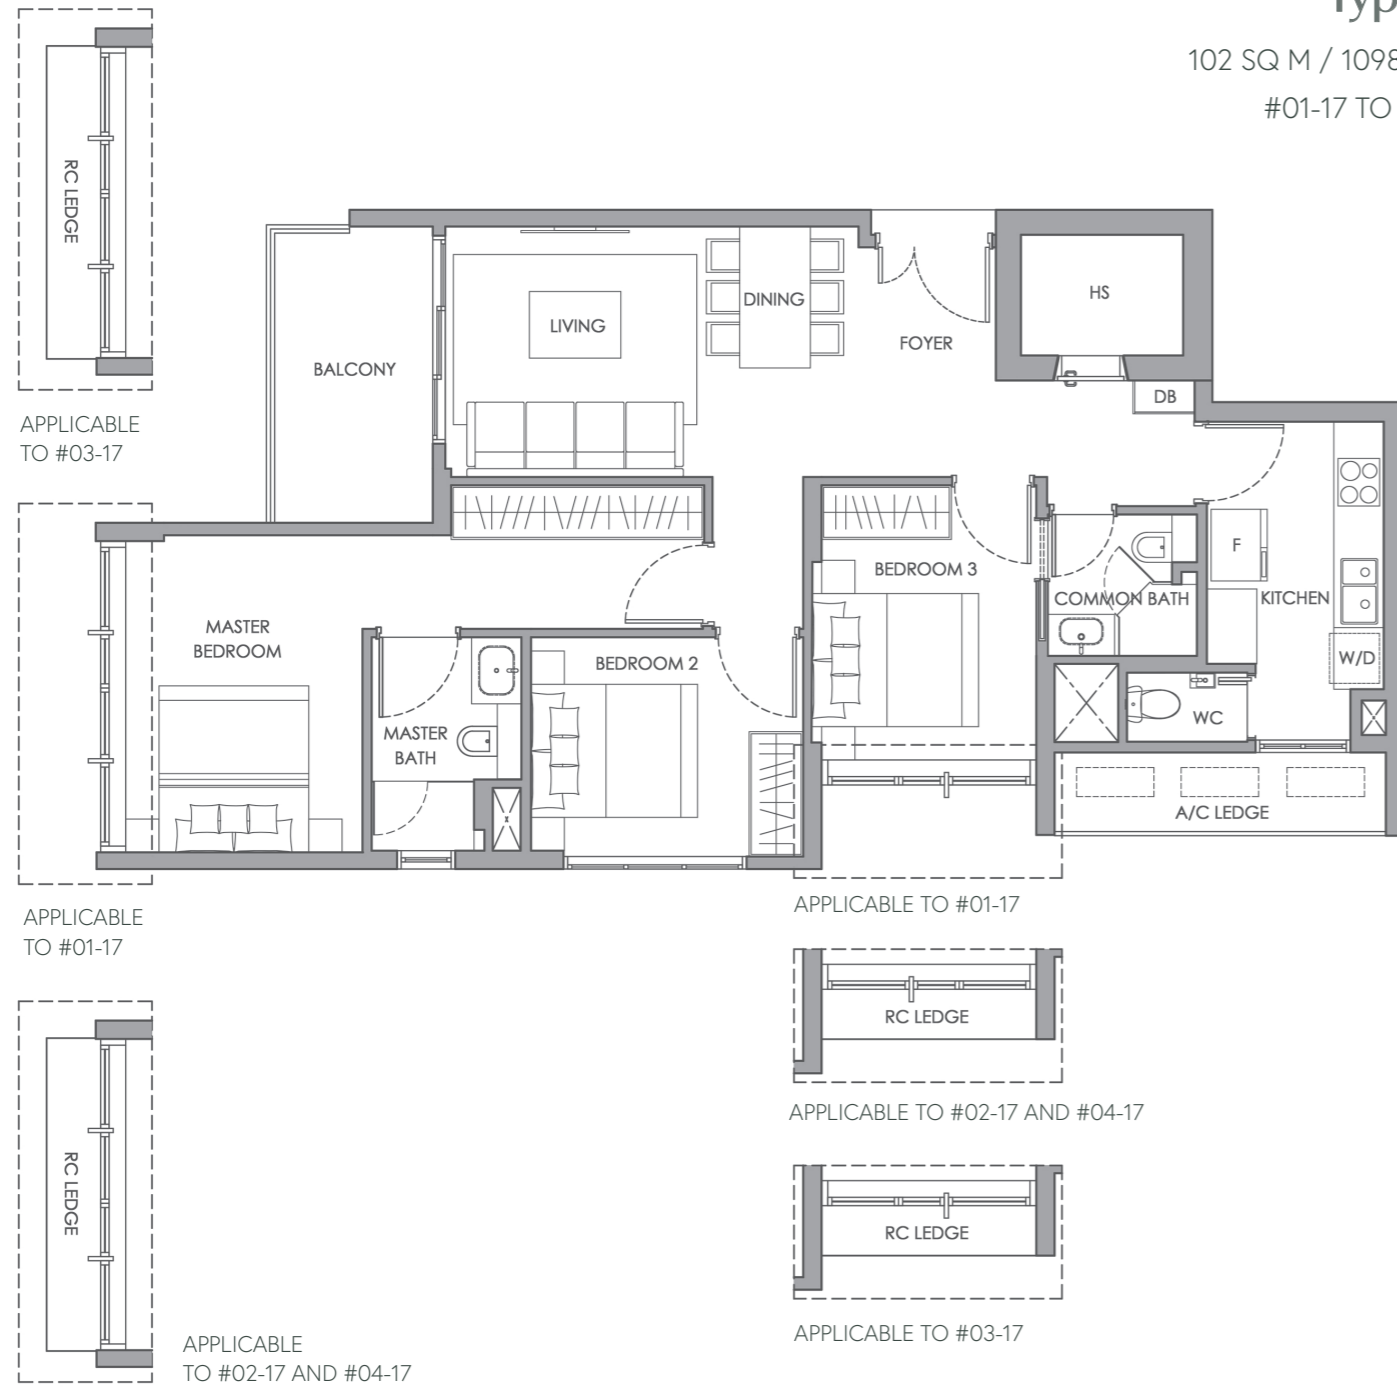 Typ
102 SQ M / 1098
#01-17 TO
RC LEDGE
APPLICABLE
TO #03-17
BALCONY
LIVING
DINING
FOYER
HS
DB
F
KITCHEN
W/D
COMMON BATH
WC
A/C LEDGE
BEDROOM 3
BEDROOM 2
MASTER
BEDROOM
MASTER
BATH
APPLICABLE
TO #01-17
APPLICABLE TO #01-17
RC LEDGE
APPLICABLE TO #02-17 AND #04-17
RC LEDGE
APPLICABLE TO #03-17
RC LEDGE
APPLICABLE
TO #02-17 AND #04-17